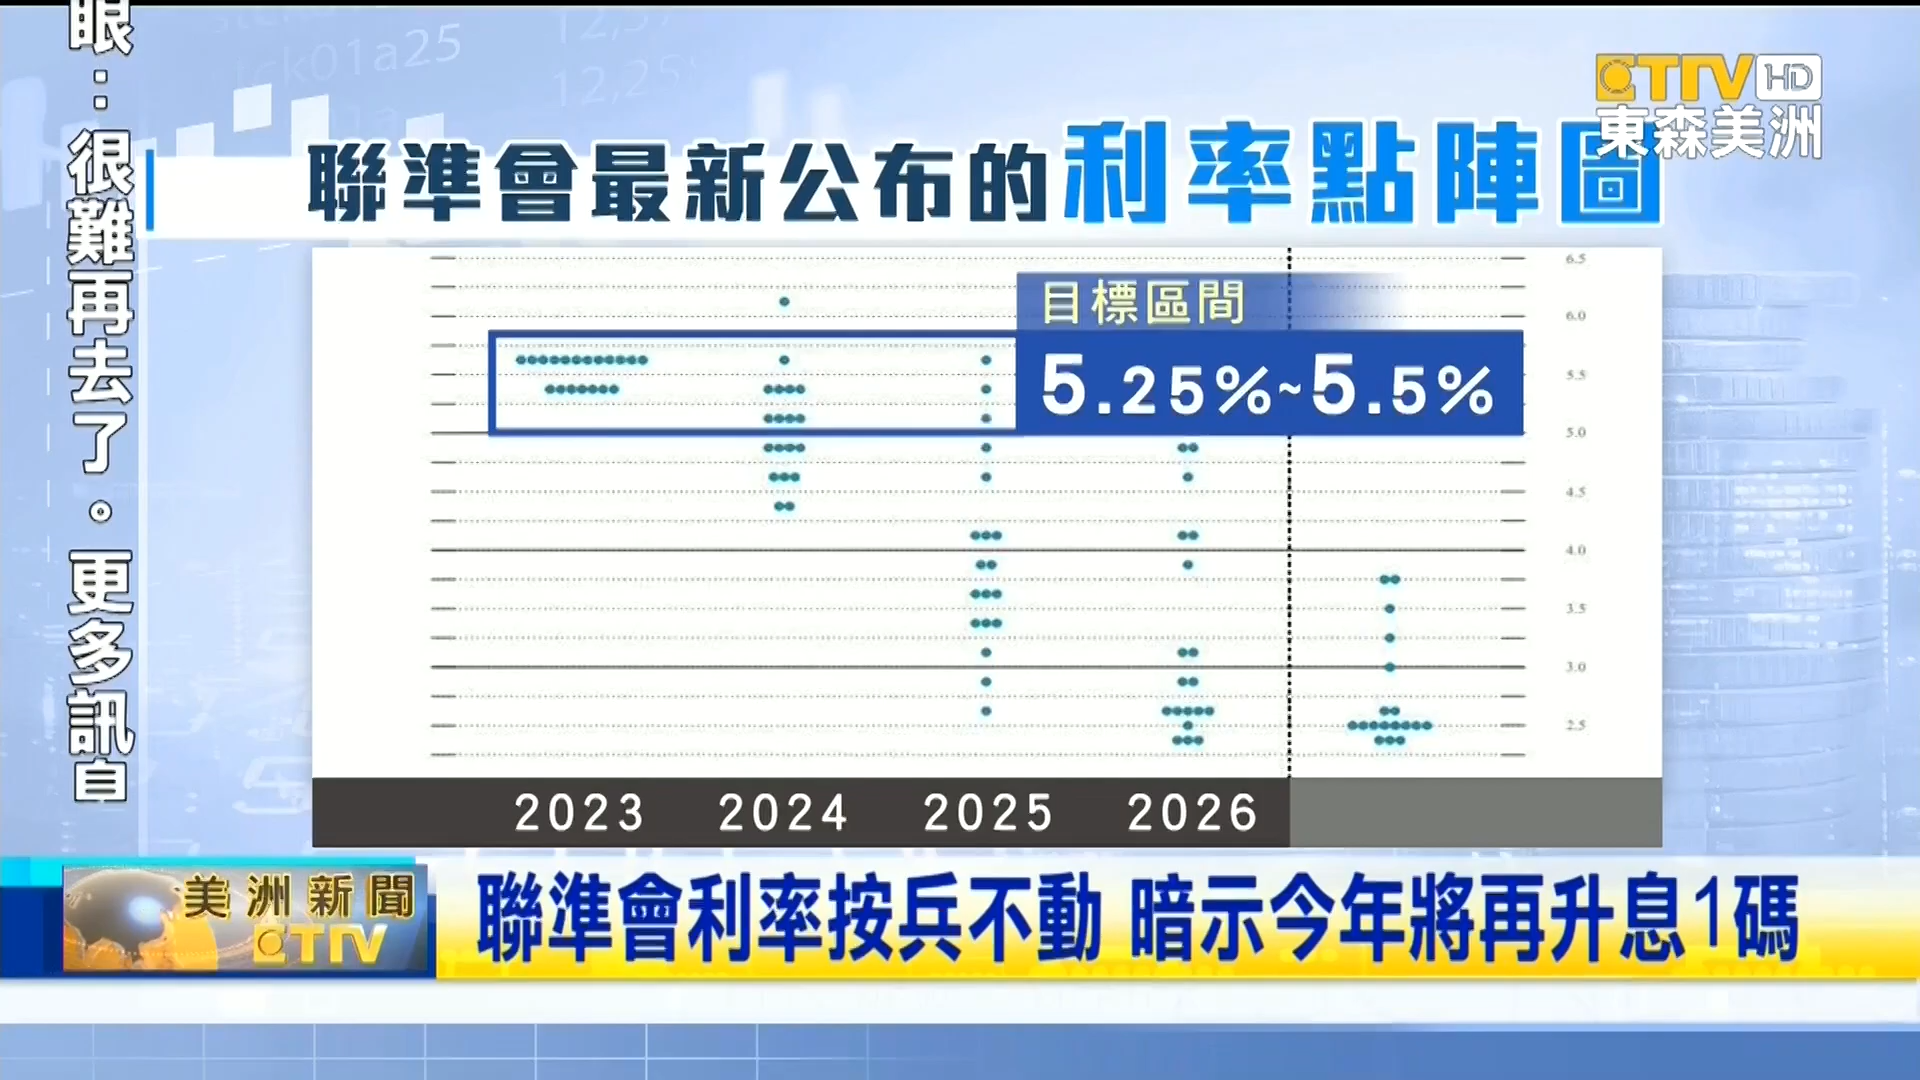 眼：很難再去了。更多訊自
stck01a25
12,25
ETTV HD
東森美洲
聯準會最新公布的利率點陣圖
目標區間
5.25%~5.5%
6.5
6.0
5.5
5.0
4.5
4.0
3.5
3.0
2.5
2023 2024 2025 2026
美洲新聞
ETTV
聯準會利率按兵不動 暗示今年將再升息1碼